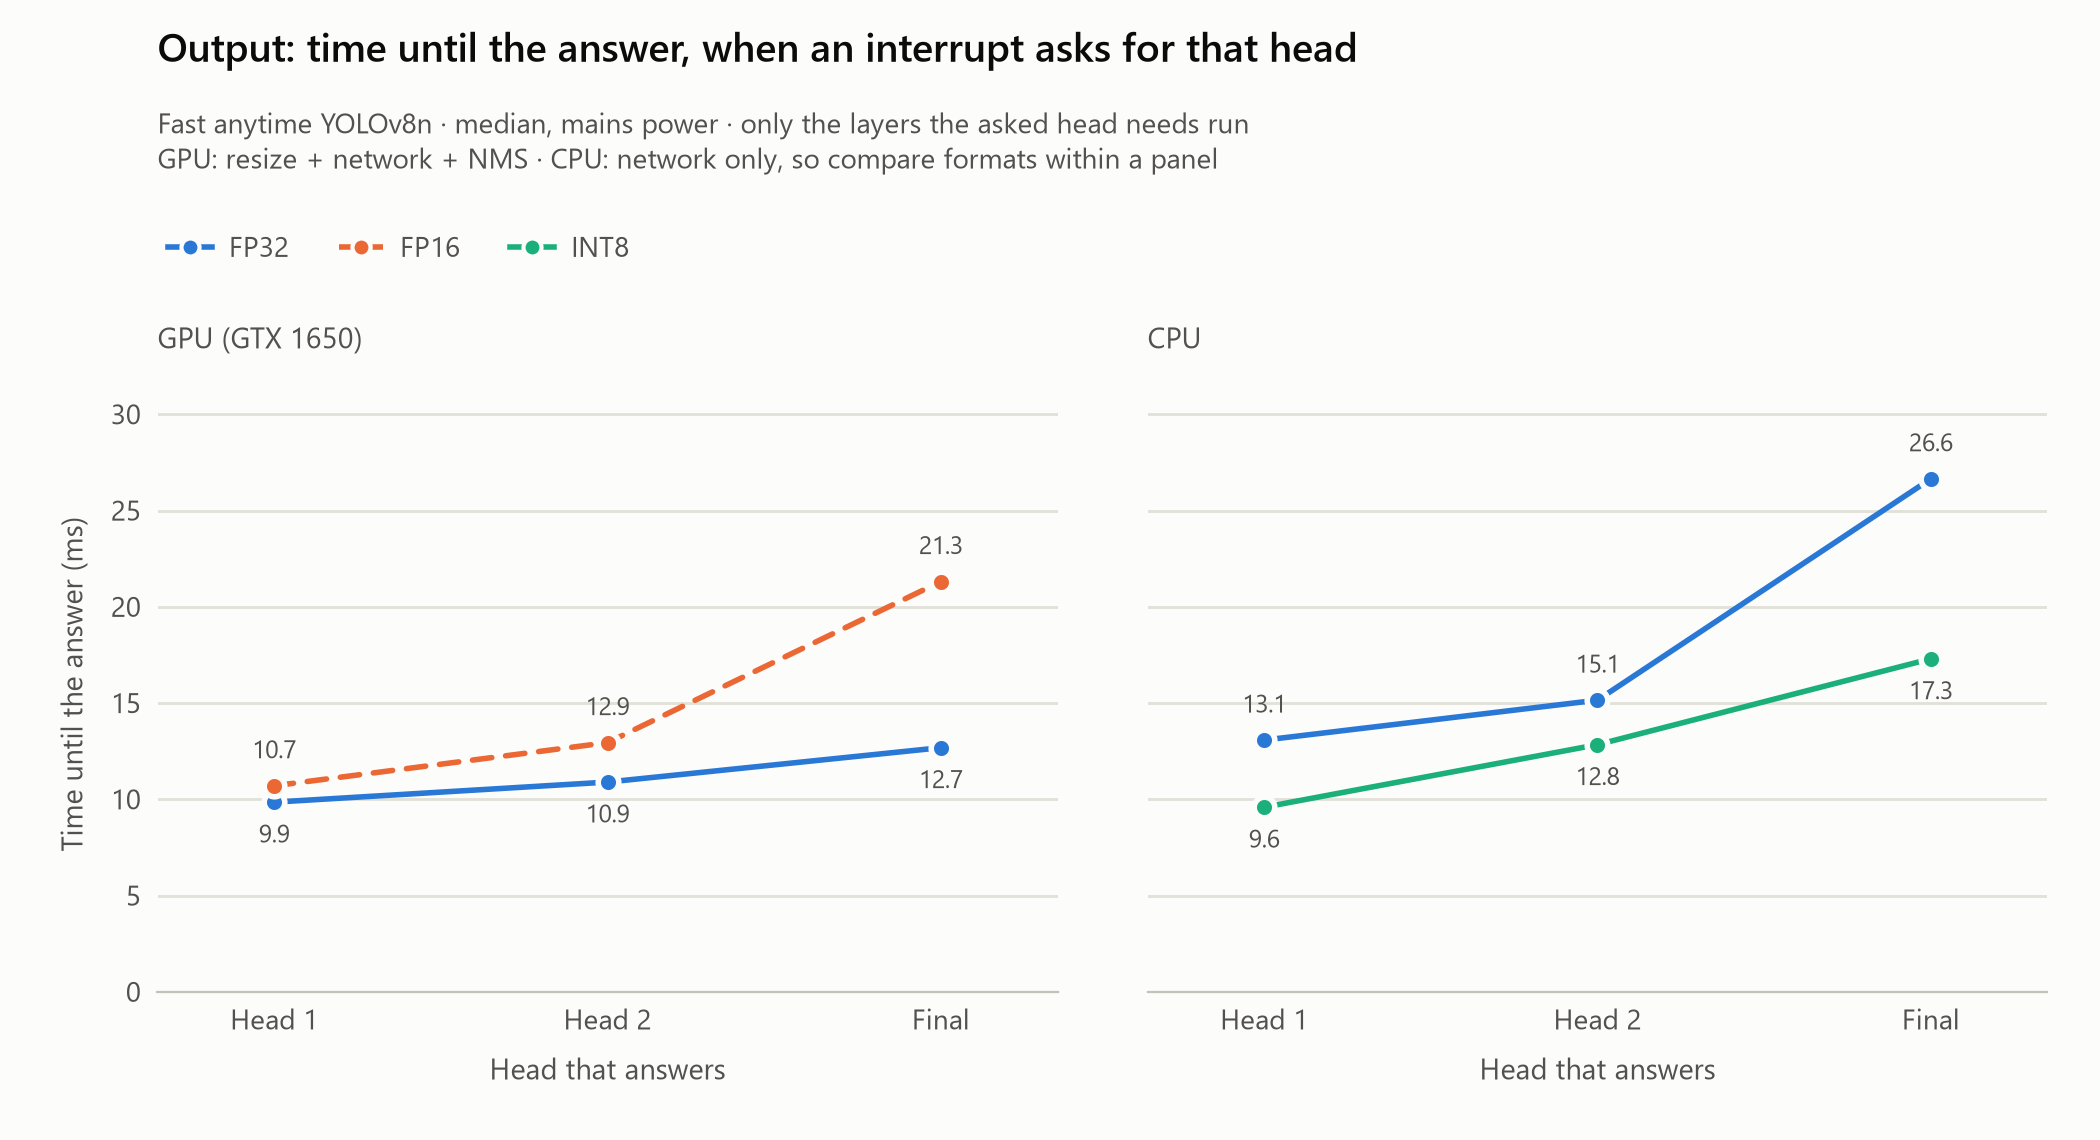 Output: time until the answer, when an interrupt asks for that head
Fast anytime YOLOv8n · median, mains power · only the layers the asked head needs run
GPU: resize + network + NMS · CPU: network only, so compare formats within a panel
FP32 FP16 INT8
GPU (GTX 1650)
30
25
20
15
10
5
0
Time until the answer (ms)
10.7
9.9
12.9
10.9
21.3
12.7
Head 1 Head 2 Final
Head that answers
CPU
13.1
9.6
15.1
12.8
26.6
17.3
Head 1 Head 2 Final
Head that answers